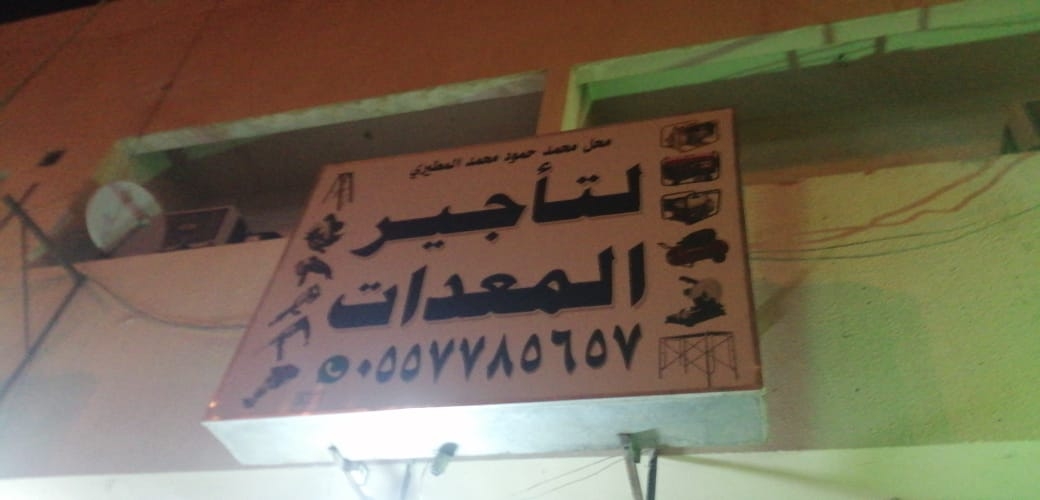 محل محمد حمود محمد المطيري
لتأجير
المعدات
٠٥٥٧٧٨٥٦٥٧